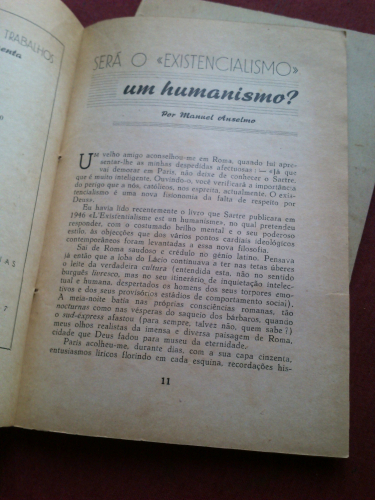 TRABALHOS
SERÁ O «EXISTENCIALISMO»
um humanismo?
Por Manuel Anselmo
UM velho amigo aconselhou-me em Roma, quando fui apre-
sentar-lhe as minhas despedidas afectuosas: — «Já que
vai demorar em Paris, não deixe de conhecer o Sartre
que é muito inteligente. Ouvindo-o, você verificará a importância
do perigo que a nós, católicos, nos espreita, actualmente. O exis-
tencialismo é uma nova fisionomia da falta de respeito por
Deus».
Eu havia lido recentemente o livro que Sartre publicara em
1946 «L'Existentialisme est un humanisme», no qual pretendeu
responder, com o costumado brilho mental e o seu poderoso
estilo, às objecções que dos vários pontos cardiais ideológicos
contemporâneos foram levantadas a essa nova filosofia.
Saí de Roma saudoso e crédulo no génio latino. Pensava
já então que a loba do Lácio continuava a ter nas tetas úberes
o leite da verdadeira cultura (entendida esta, não no sentido
burguês livresco, mas no seu itinerário de inquietação intelec-
tual e humana, despertados os homens dos seus torpores emo-
tivos e dos seus provisórios estádios de comportamento social).
A meia-noite batia nas próprias consciências romanas, tão
nocturnas como nas vésperas do saquejo dos bárbaros, quando
o sud-express afastou (para sempre, talvez não, quem sabe!)
meus olhos realistas da imensa e diversa paisagem de Roma,
cidade que Deus fadou para museu da eternidade.
Paris acolheu-me, durante dias, com a sua capa cinzenta,
entusiasmos líricos florindo em cada esquina, recordações his-
11